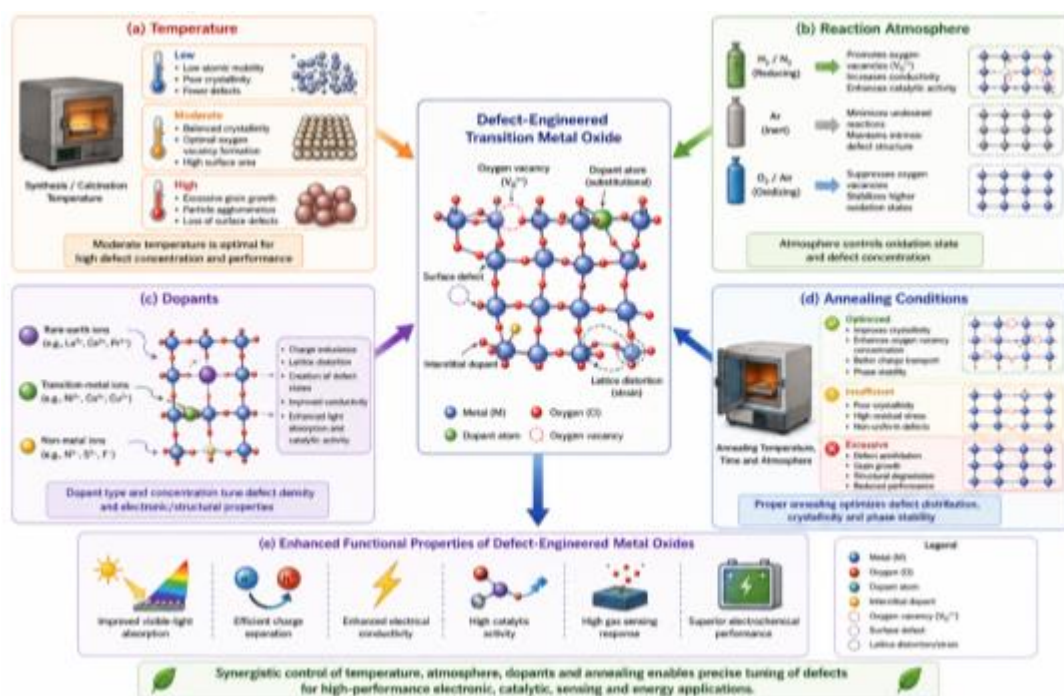 (a) Temperature
Low
• Low atomic mobility
• Poor crystallinity
• Fewer defects
Moderate
• Balanced crystallinity
• Optimal oxygen
vacancy formation
• High surface area
High
• Excessive grain growth
• Particle agglomeration
• Loss of surface defects
Synthesis / Calcination
Temperature
Moderate temperature is optimal for
high defect concentration and performance
(b) Reaction Atmosphere
H₂ / N₂
(Reducing)
Promotes oxygen
vacancies
Increases conductivity
Enhances catalytic activity
Ar
(Inert)
Minimizes undesired
reactions
Maintains intrinsic
defect structure
O₂ / Air
(Oxidizing)
Suppresses oxygen
vacancies
Stabilizes higher
oxidation states
Atmosphere controls oxidation state
and defect concentration
Defect-Engineered
Transition Metal Oxide
Oxygen vacancy
Dopant atom
(substitutional)
Surface defect
Interstitial dopant
Lattice distortion
(strain)
Metal (M)
Oxygen (O)
Dopant atom
Oxygen vacancy
(c) Dopants
Rare-earth ions
(e.g.,
Transition-metal ions
(e.g.,
Non-metal ions
(e.g.,
• Charge imbalance
• Lattice distortion
• Creation of defect
states
• Improved conductivity
• Enhanced light
absorption and
catalytic activity
Dopant type and concentration tune defect density
and electronic/structural properties
(d) Annealing Conditions
Optimized
• Improves crystallinity
• Enhances oxygen vacancy
concentration
• Better charge transport
• Phase stability
Insufficient
• Poor crystallinity
• High residual stress
• Non-uniform defects
Excessive
• Defect annihilation
• Grain growth
• Structural degradation
• Reduced performance
Annealing Temperature,
Time and Atmosphere
Proper annealing optimizes defect distribution,
crystallinity and phase stability
(e) Enhanced Functional Properties of Defect-Engineered Metal Oxides
Improved visible-light
absorption
Efficient charge
separation
Enhanced electrical
conductivity
High catalytic
activity
High gas sensing
response
Superior electrochemical
performance
Legend
Metal (M)
Oxygen (O)
Dopant atom
Interstitial dopant
Oxygen vacancy
Surface defect
Lattice distortion/strain
Synergistic control of temperature, atmosphere, dopants and annealing enables precise tuning of defects
for high-performance electronic, catalytic, sensing and energy applications.